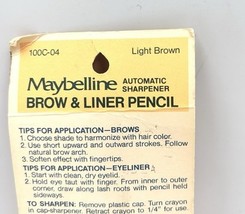 100C-04 Light Brown
Maybelline AUTOMATIC SHARPENER
BROW & LINER PENCIL
TIPS FOR APPLICATION—BROWS
1. Choose shade to harmonize with hair color.
2. Use short upward and outward strokes. Follow
natural brow arch.
3. Soften effect with fingertips.
TIPS FOR APPLICATION—EYELINER
1. Start with clean, dry eyelid.
2. Hold eye taut with finger. From inner to outer
corner, draw along lash roots with pencil held
sideways.
TO SHARPEN: Remove plastic cap. Turn crayon
in cap-sharpener. Retract crayon to 1/4" for use